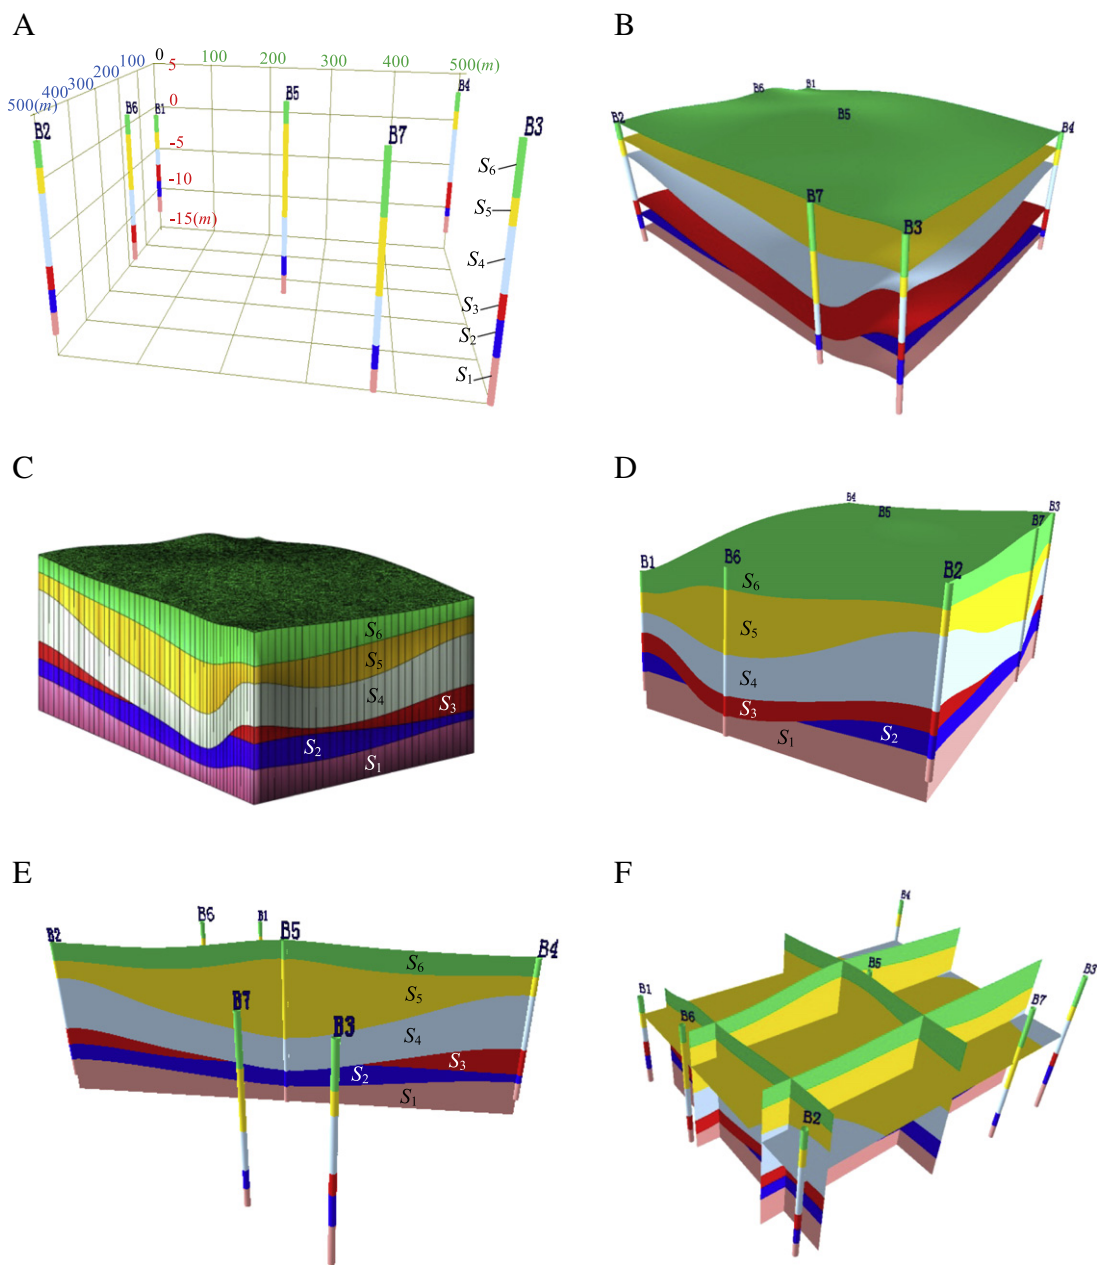 A
B
0 100 200 300 400 500(m)
100 200 300 400 500(m)
5
0
-5
-10
-15(m)
B2 B6 B1 B5 B7 B4 B3
S6
S5
S4
S3
S2
S1
B6 B1
B2 B5 B4
B7
B3
C
D
S6
S5
S4
S3
S2
S1
B4 B5 B3
B7
B1 B6 B2
S6
S5
S4
S3
S2
S1
E
F
B6 B1
B2 B5 B4
S6
S5
B7
B3 S4
S3
S2
S1
B4
B5 B3
B1 B7
B6
B2